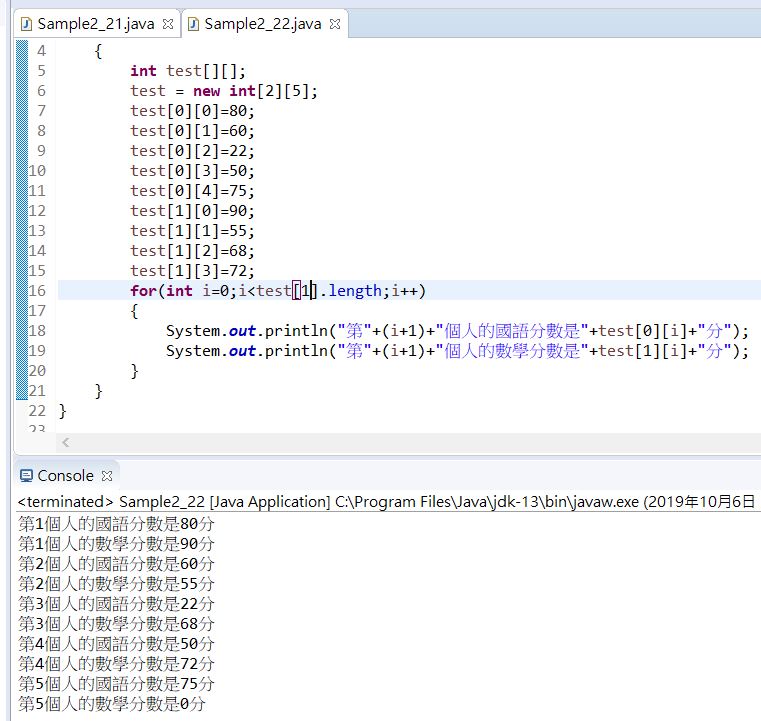 Sample2_21.java Sample2_22.java
4 {
5 int test[][];
6 test = new int[2][5];
7 test[0][0]=80;
8 test[0][1]=60;
9 test[0][2]=22;
10 test[0][3]=50;
11 test[0][4]=75;
12 test[1][0]=90;
13 test[1][1]=55;
14 test[1][2]=68;
15 test[1][3]=72;
16 for(int i=0;i<test[1].length;i++)
17 {
18 System.out.println("第"+(i+1)+"個人的國語分數是"+test[0][i]+"分");
19 System.out.println("第"+(i+1)+"個人的數學分數是"+test[1][i]+"分");
20 }
21 }
22 }
23
Console
<terminated> Sample2_22 [Java Application] C:\Program Files\Java\jdk-13\bin\javaw.exe (2019年10月6日
第1個人的國語分數是80分
第1個人的數學分數是90分
第2個人的國語分數是60分
第2個人的數學分數是55分
第3個人的國語分數是22分
第3個人的數學分數是68分
第4個人的國語分數是50分
第4個人的數學分數是72分
第5個人的國語分數是75分
第5個人的數學分數是0分